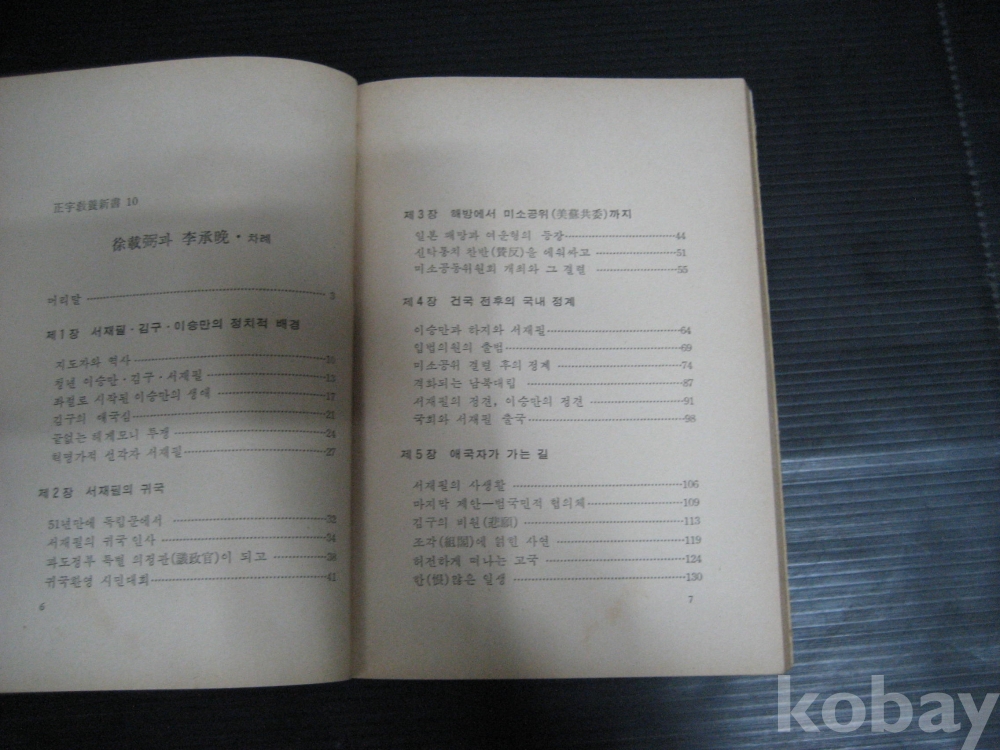 正宇敎養新書 10
徐載弼과 李承晚・차례
머리말 3
제1장 서재필・김구・이승만의 정치적 배경
지도자와 역사 10
청년 이승만・김구・서재필 13
좌절로 시작된 이승만의 생애 17
김구의 애국심 21
끝없는 헤게모니 투쟁 24
혁명가적 선각자 서재필 27
제2장 서재필의 귀국
51년만에 독립문에서 32
서재필의 귀국 인사 34
과도정부 특별 의정관(議政官)이 되고 38
귀국환영 시민대회 41
6
제3장 해방에서 미소공위(美蘇共委)까지
일본 패망과 여운형의 등장 44
신탁통치 찬반(贊反)을 에워싸고 51
미소공동위원회 개최와 그 결렬 55
제4장 건국 전후의 국내 정계
이승만과 하지와 서재필 64
입법의원의 출범 69
미소공위 결렬 후의 정계 74
격화되는 남북대립 87
서재필의 정견, 이승만의 정견 91
국회와 서재필 출국 98
제5장 애국자가 가는 길
서재필의 사생활 106
마지막 제안—범국민적 협의체 109
김구의 비원(悲願) 113
조각(組閣)에 얽힌 사연 119
허전하게 떠나는 고국 124
한(恨)많은 일생 130
7
kobay